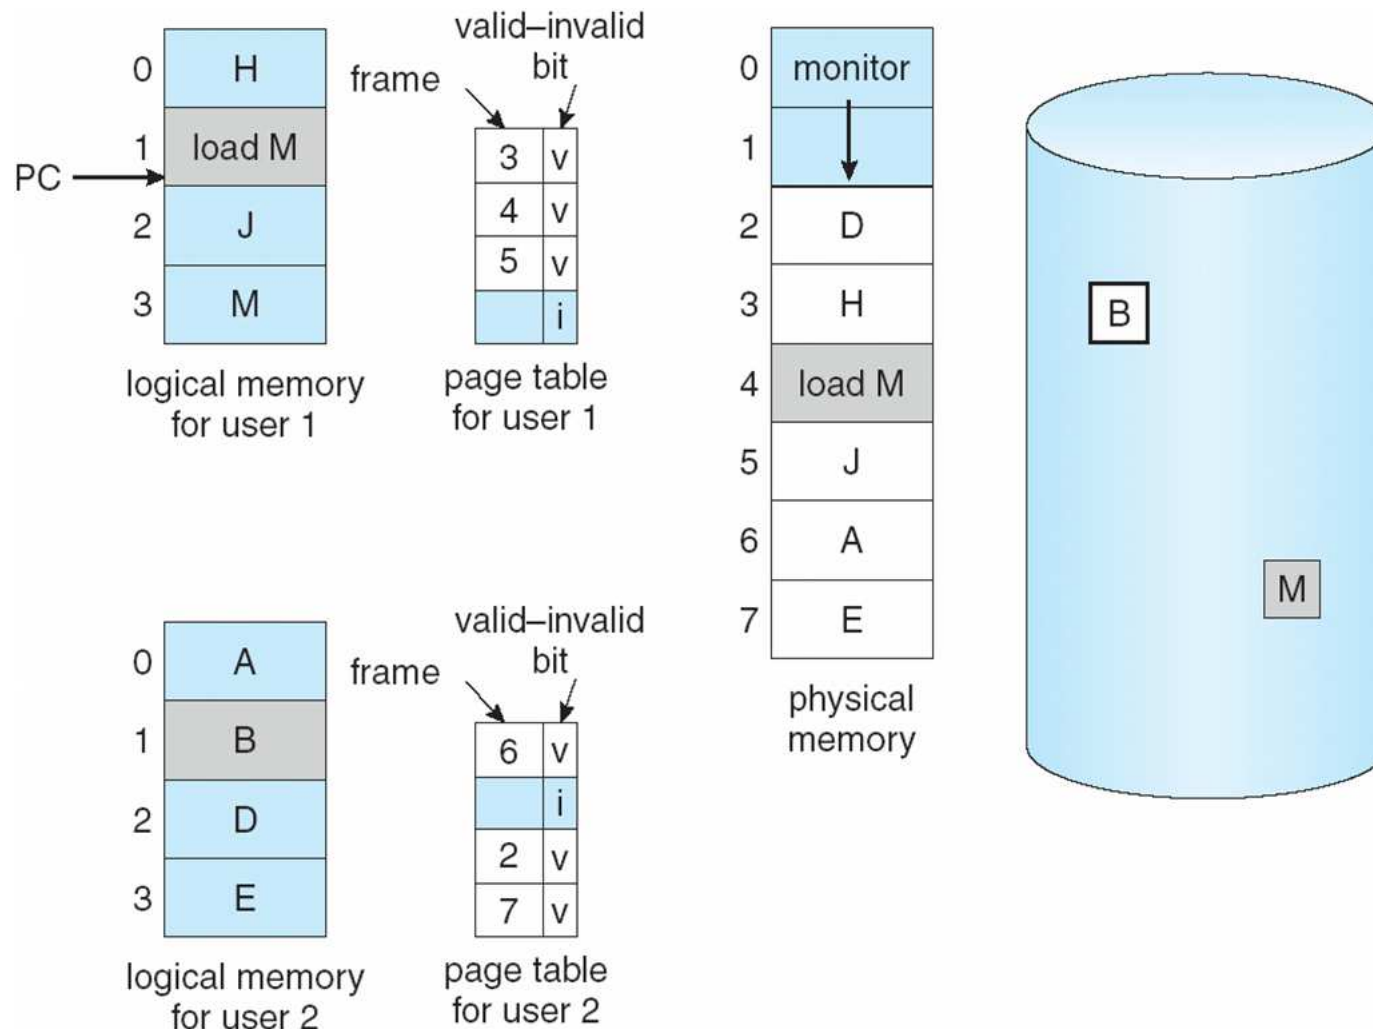 valid–invalid
bit
frame
0 H
1 load M
PC
2 J
3 M
3 v
4 v
5 v
i
logical memory
for user 1
page table
for user 1
valid–invalid
bit
frame
0 A
1 B
2 D
3 E
6 v
i
2 v
7 v
logical memory
for user 2
page table
for user 2
0 monitor
1
2 D
3 H
4 load M
5 J
6 A
7 E
physical
memory
B
M